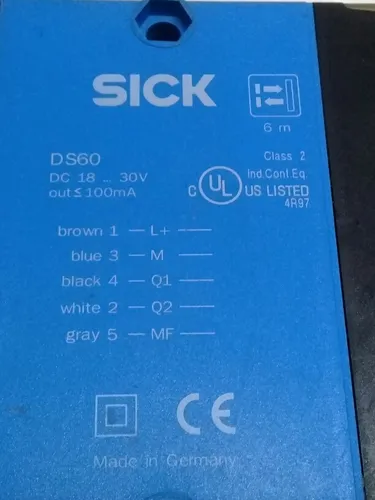 SICK
6 m
DS60
DC 18 ... 30V
out ≤ 100mA
Class 2
Ind.Cont.Eq.
C UL US LISTED
4R97
brown 1 — L+ —
blue 3 — M —
black 4 — Q1 —
white 2 — Q2 —
gray 5 — MF —
CE
Made in Germany